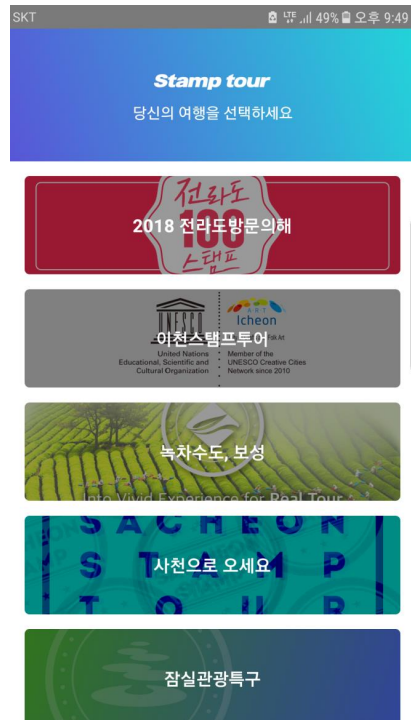 SKT LTE 49% 오후 9:49
Stamp tour
당신의 여행을 선택하세요
전라도
100
2018 전라도방문의해
스탬프
UNESCO
ART
Icheon
이천스탬프투어
United Nations
Educational, Scientific and
Cultural Organization
Member of the
UNESCO Creative Cities
Network since 2010
녹차수도, 보성
Into Vivid Experience for Real Tour
SACHEON
STAMP
사천으로 오세요
TOUR
잠실관광특구